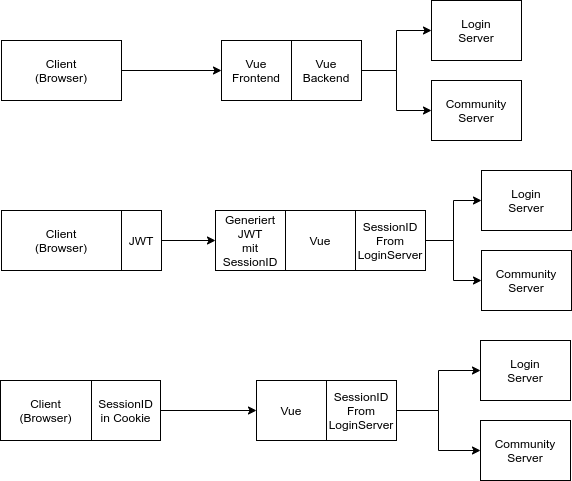 Client
(Browser)
Vue
Frontend
Vue
Backend
Login
Server
Community
Server
Client
(Browser)
JWT
Generiert
JWT
mit
SessionID
Vue
SessionID
From
LoginServer
Login
Server
Community
Server
Client
(Browser)
SessionID
in Cookie
Vue
SessionID
From
LoginServer
Login
Server
Community
Server